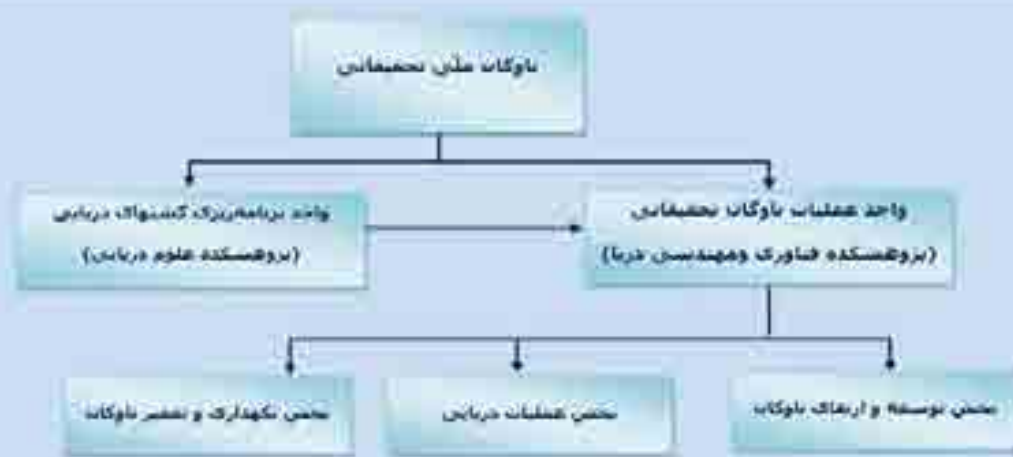 ناوگان ملی تحقیقاتی
واحد عملیات ناوگان تحقیقاتی
(پژوهشکده فناوری ومهندسی دریا)
واحد برنامه‌ریزی گشتهای دریایی
(پژوهشکده علوم دریایی)
بخش توسعه و ارتقای ناوگان
بخش عملیات دریایی
بخش نگهداری و تعمیر ناوگان